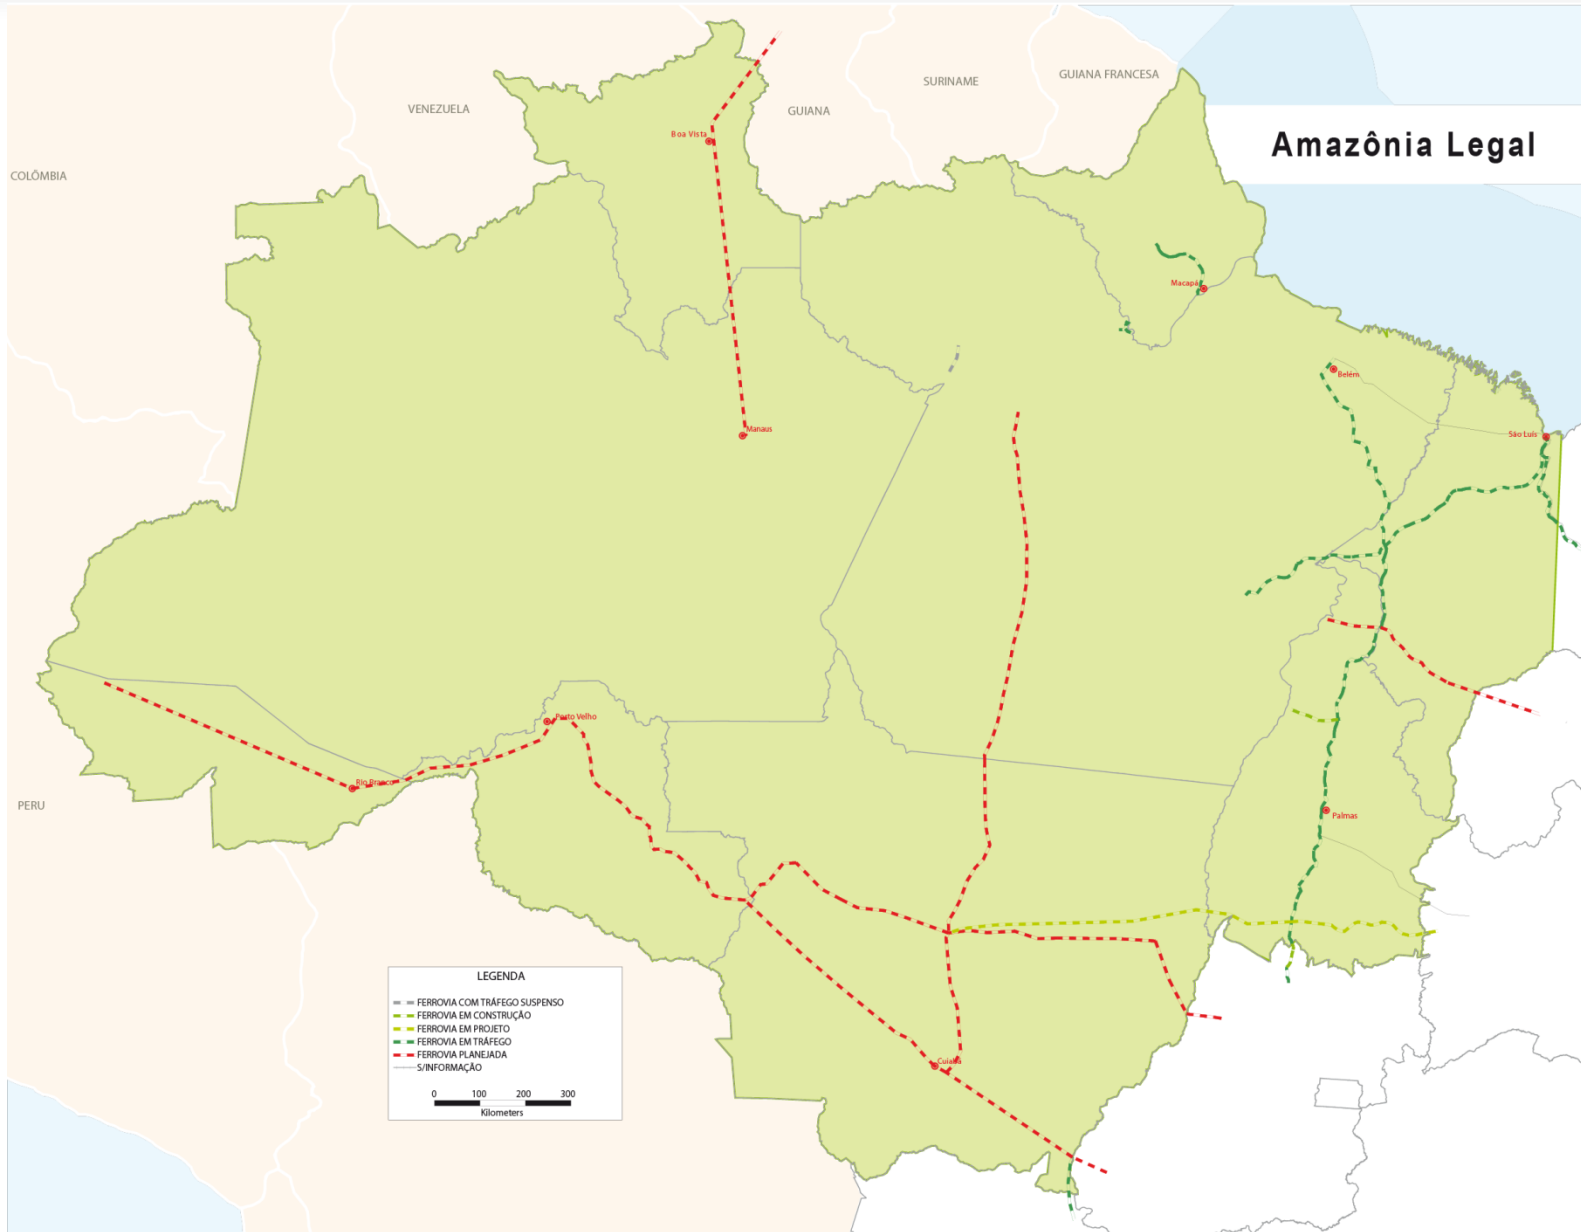 GUIANA FRANCESA
SURINAME
VENEZUELA
GUIANA
Amazônia Legal
Boa Vista
COLÔMBIA
Macapá
Belém
Manaus
São Luís
Porto Velho
Rio Branco
PERU
Palmas
Cuiabá
LEGENDA
FERROVIA COM TRÁFEGO SUSPENSO
FERROVIA EM CONSTRUÇÃO
FERROVIA EM PROJETO
FERROVIA EM TRÁFEGO
FERROVIA PLANEJADA
S/INFORMAÇÃO
0 100 200 300
Kilometers